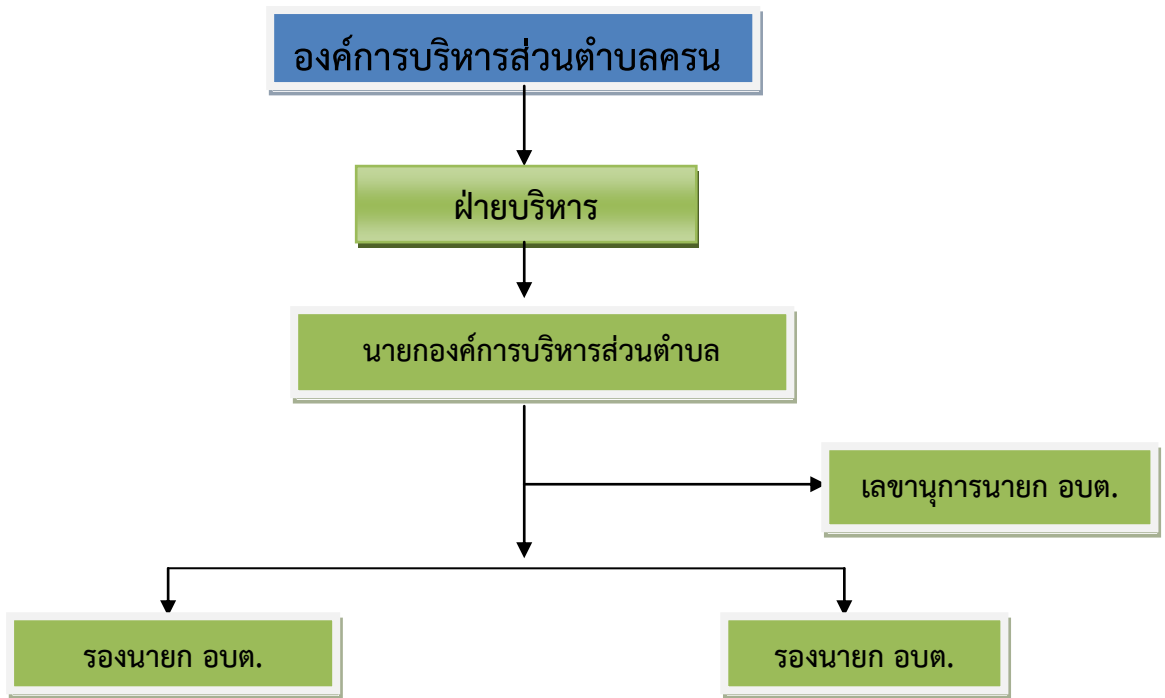 องค์การบริหารส่วนตำบลครน
ฝ่ายบริหาร
นายกองค์การบริหารส่วนตำบล
เลขานุการนายก อบต.
รองนายก อบต.
รองนายก อบต.